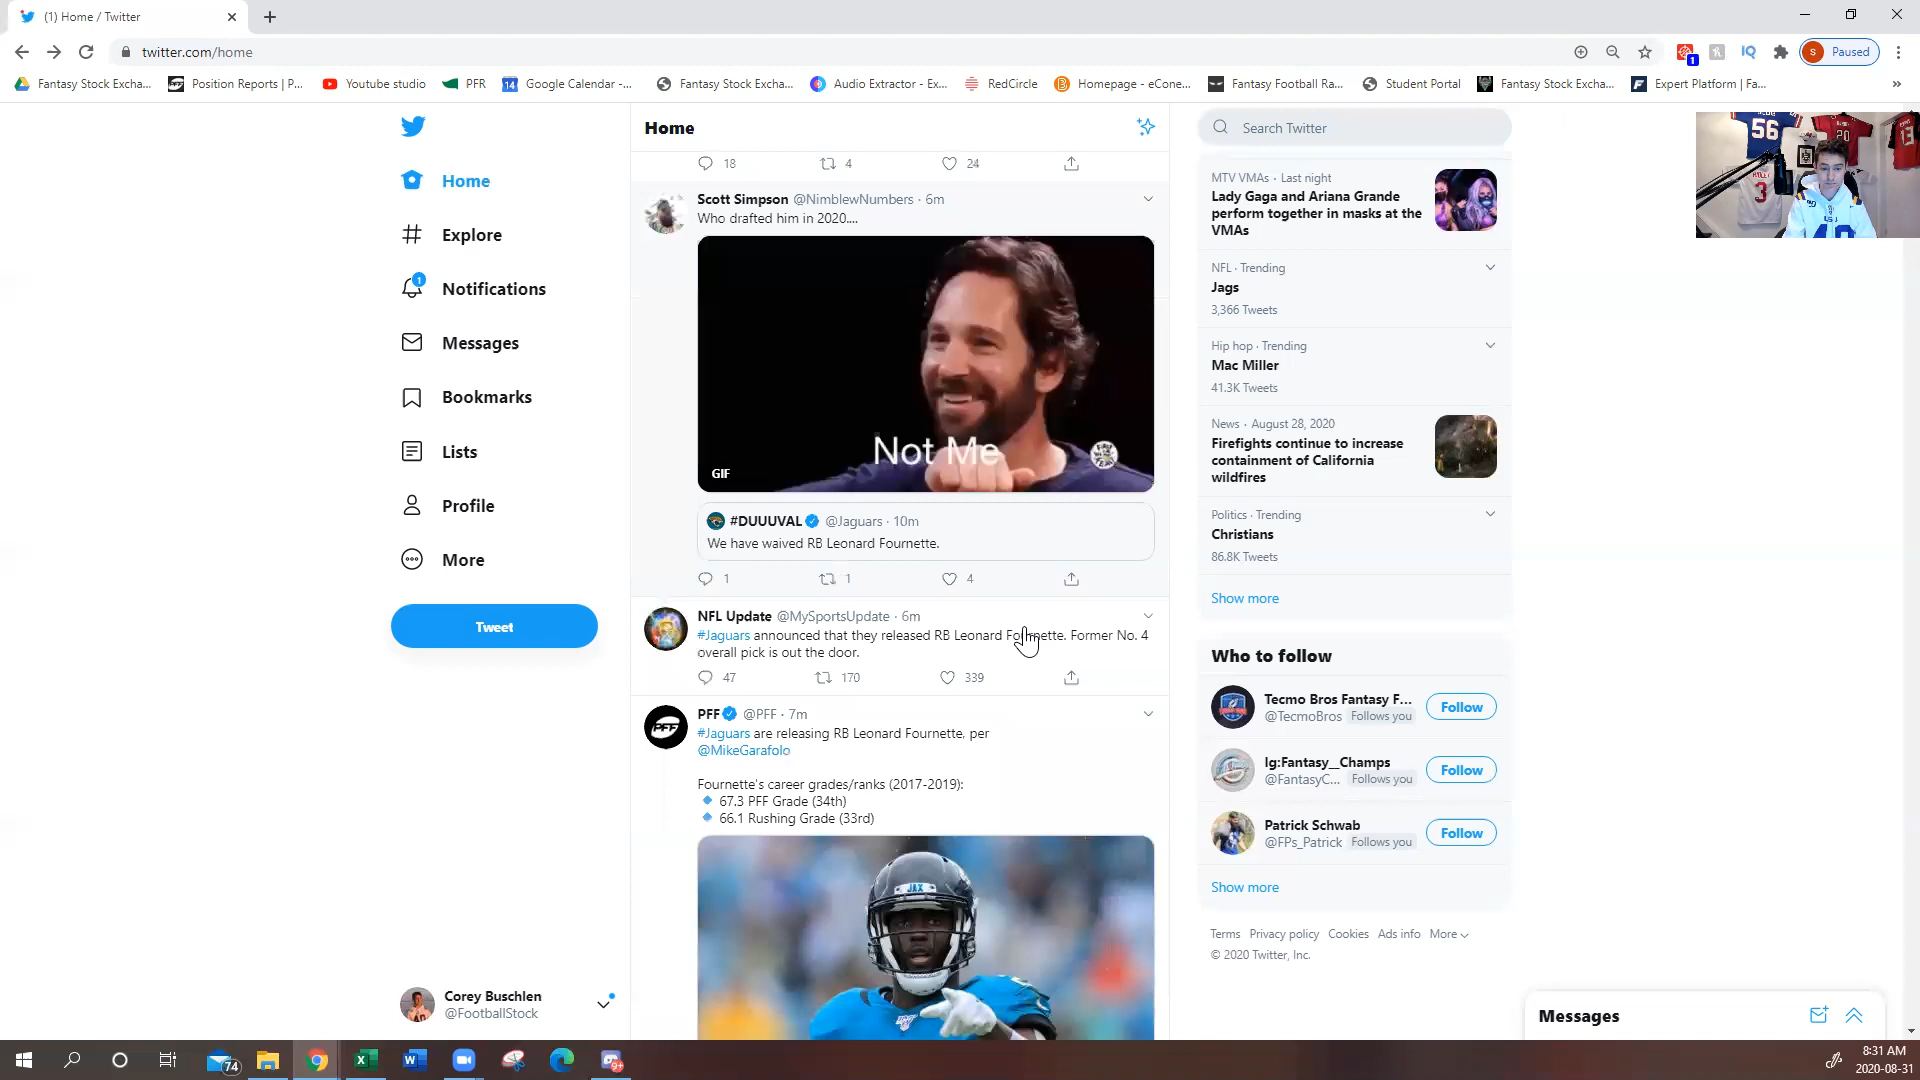 (1) Home / Twitter
twitter.com/home
Paused
Fantasy Stock Excha...
Position Reports | P...
Youtube studio
PFR
Google Calendar -...
Fantasy Stock Excha...
Audio Extractor - Ex...
RedCircle
Homepage - eCone...
Fantasy Football Ra...
Student Portal
Fantasy Stock Excha...
Expert Platform | Fa...
Home
Explore
Notifications
Messages
Bookmarks
Lists
Profile
More
Tweet
Corey Buschlen
@FootballStock
Home
18 4 24
Scott Simpson @NimblewNumbers · 6m
Who drafted him in 2020....
Not Me
GIF
#DUUUVAL @Jaguars · 10m
We have waived RB Leonard Fournette.
1 1 4
NFL Update @MySportsUpdate · 6m
#Jaguars announced that they released RB Leonard Fournette. Former No. 4
overall pick is out the door.
47 170 339
PFF @PFF · 7m
#Jaguars are releasing RB Leonard Fournette, per
@MikeGarafolo
Fournette's career grades/ranks (2017-2019):
67.3 PFF Grade (34th)
66.1 Rushing Grade (33rd)
JAX
Search Twitter
MTV VMAs · Last night
Lady Gaga and Ariana Grande
perform together in masks at the
VMAs
NFL · Trending
Jags
3,366 Tweets
Hip hop · Trending
Mac Miller
41.3K Tweets
News · August 28, 2020
Firefights continue to increase
containment of California
wildfires
Politics · Trending
Christians
86.8K Tweets
Show more
Who to follow
Tecmo Bros Fantasy F...
@TecmoBros Follows you
Follow
Ig:Fantasy__Champs
@FantasyC... Follows you
Follow
Patrick Schwab
@FPs_Patrick Follows you
Follow
Show more
Terms Privacy policy Cookies Ads info More
© 2020 Twitter, Inc.
Messages
56
20
13
3
74
9+
8:31 AM
2020-08-31